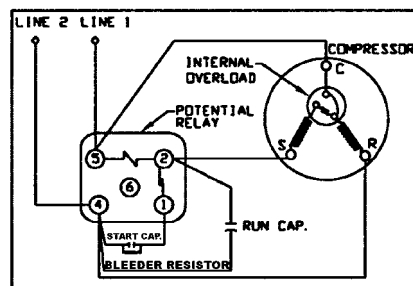 LINE 2 LINE 1
COMPRESSOR
INTERNAL
OVERLOAD
C
POTENTIAL
RELAY
S
R
5
2
6
4
1
RUN CAP.
START CAP.
BLEEDER RESISTOR